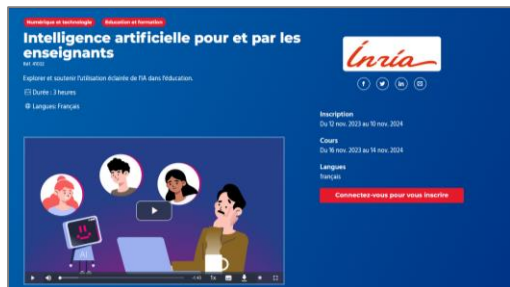 Numérique et technologie
Éducation et formation
Intelligence artificielle pour et par les
enseignants
Explorer et soutenir l'utilisation éclairée de l'IA dans l'éducation.
Durée : 3 heures
Langues: Français
AI
1x
Inria
Inscription
Du 12 nov. 2023 au 10 nov. 2024
Cours
Du 16 nov. 2023 au 14 nov. 2024
Langues
français
Connectez-vous pour vous inscrire